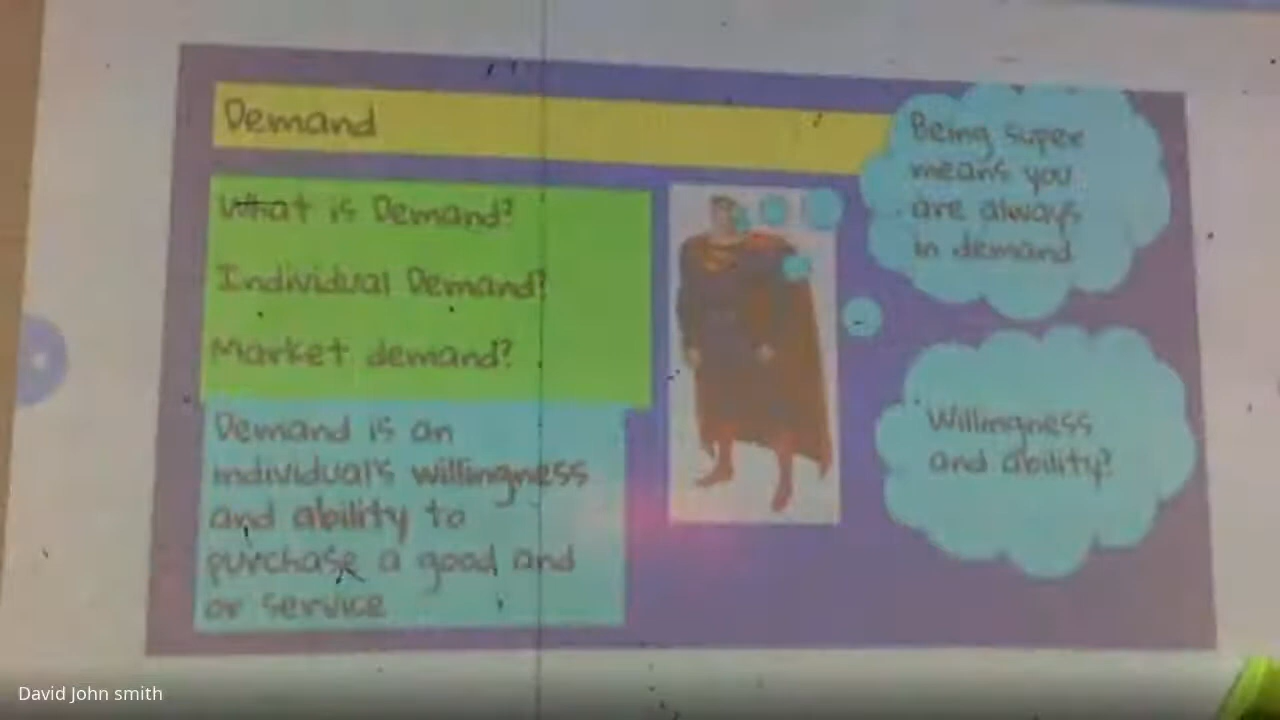 Demand
What is Demand?
Individual Demand?
Market demand?
Demand is an
individual's willingness
and ability to
purchase a good and
or service
Being super
means you
are always
in demand
Willingness
and ability?
David John smith